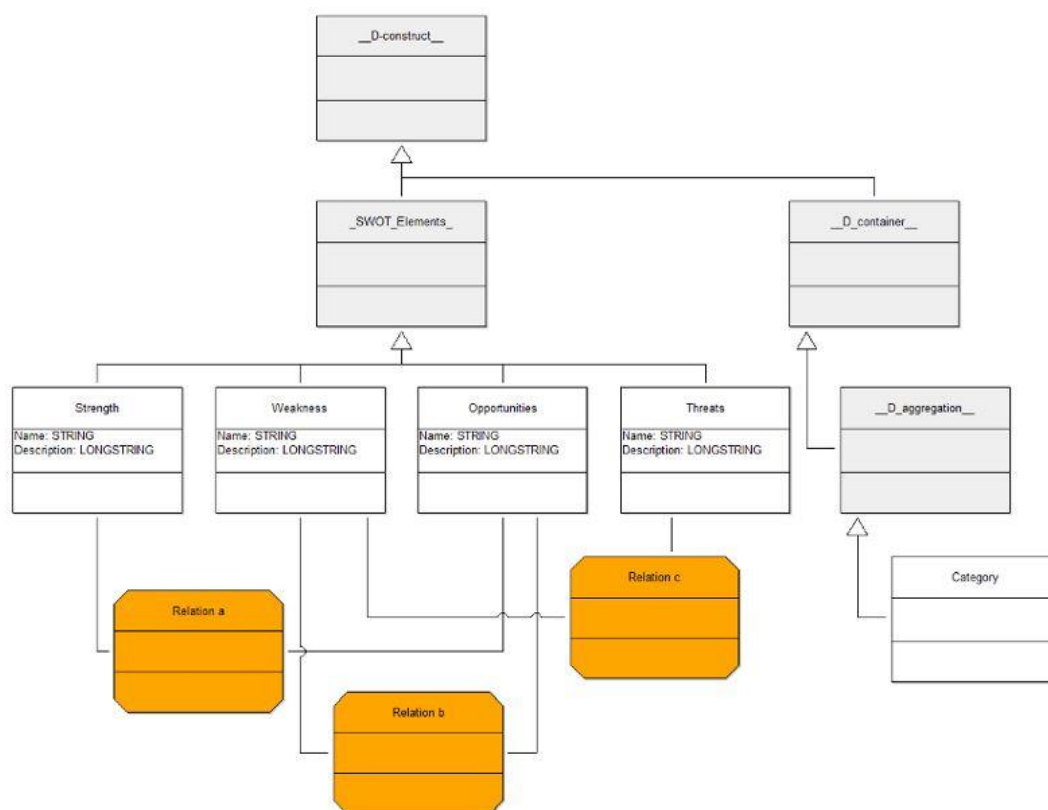 __D-construct__
_SWOT_Elements_
__D_container__
Strength
Name: STRING
Description: LONGSTRING
Weakness
Name: STRING
Description: LONGSTRING
Opportunities
Name: STRING
Description: LONGSTRING
Threats
Name: STRING
Description: LONGSTRING
__D_aggregation__
Relation a
Relation b
Relation c
Category